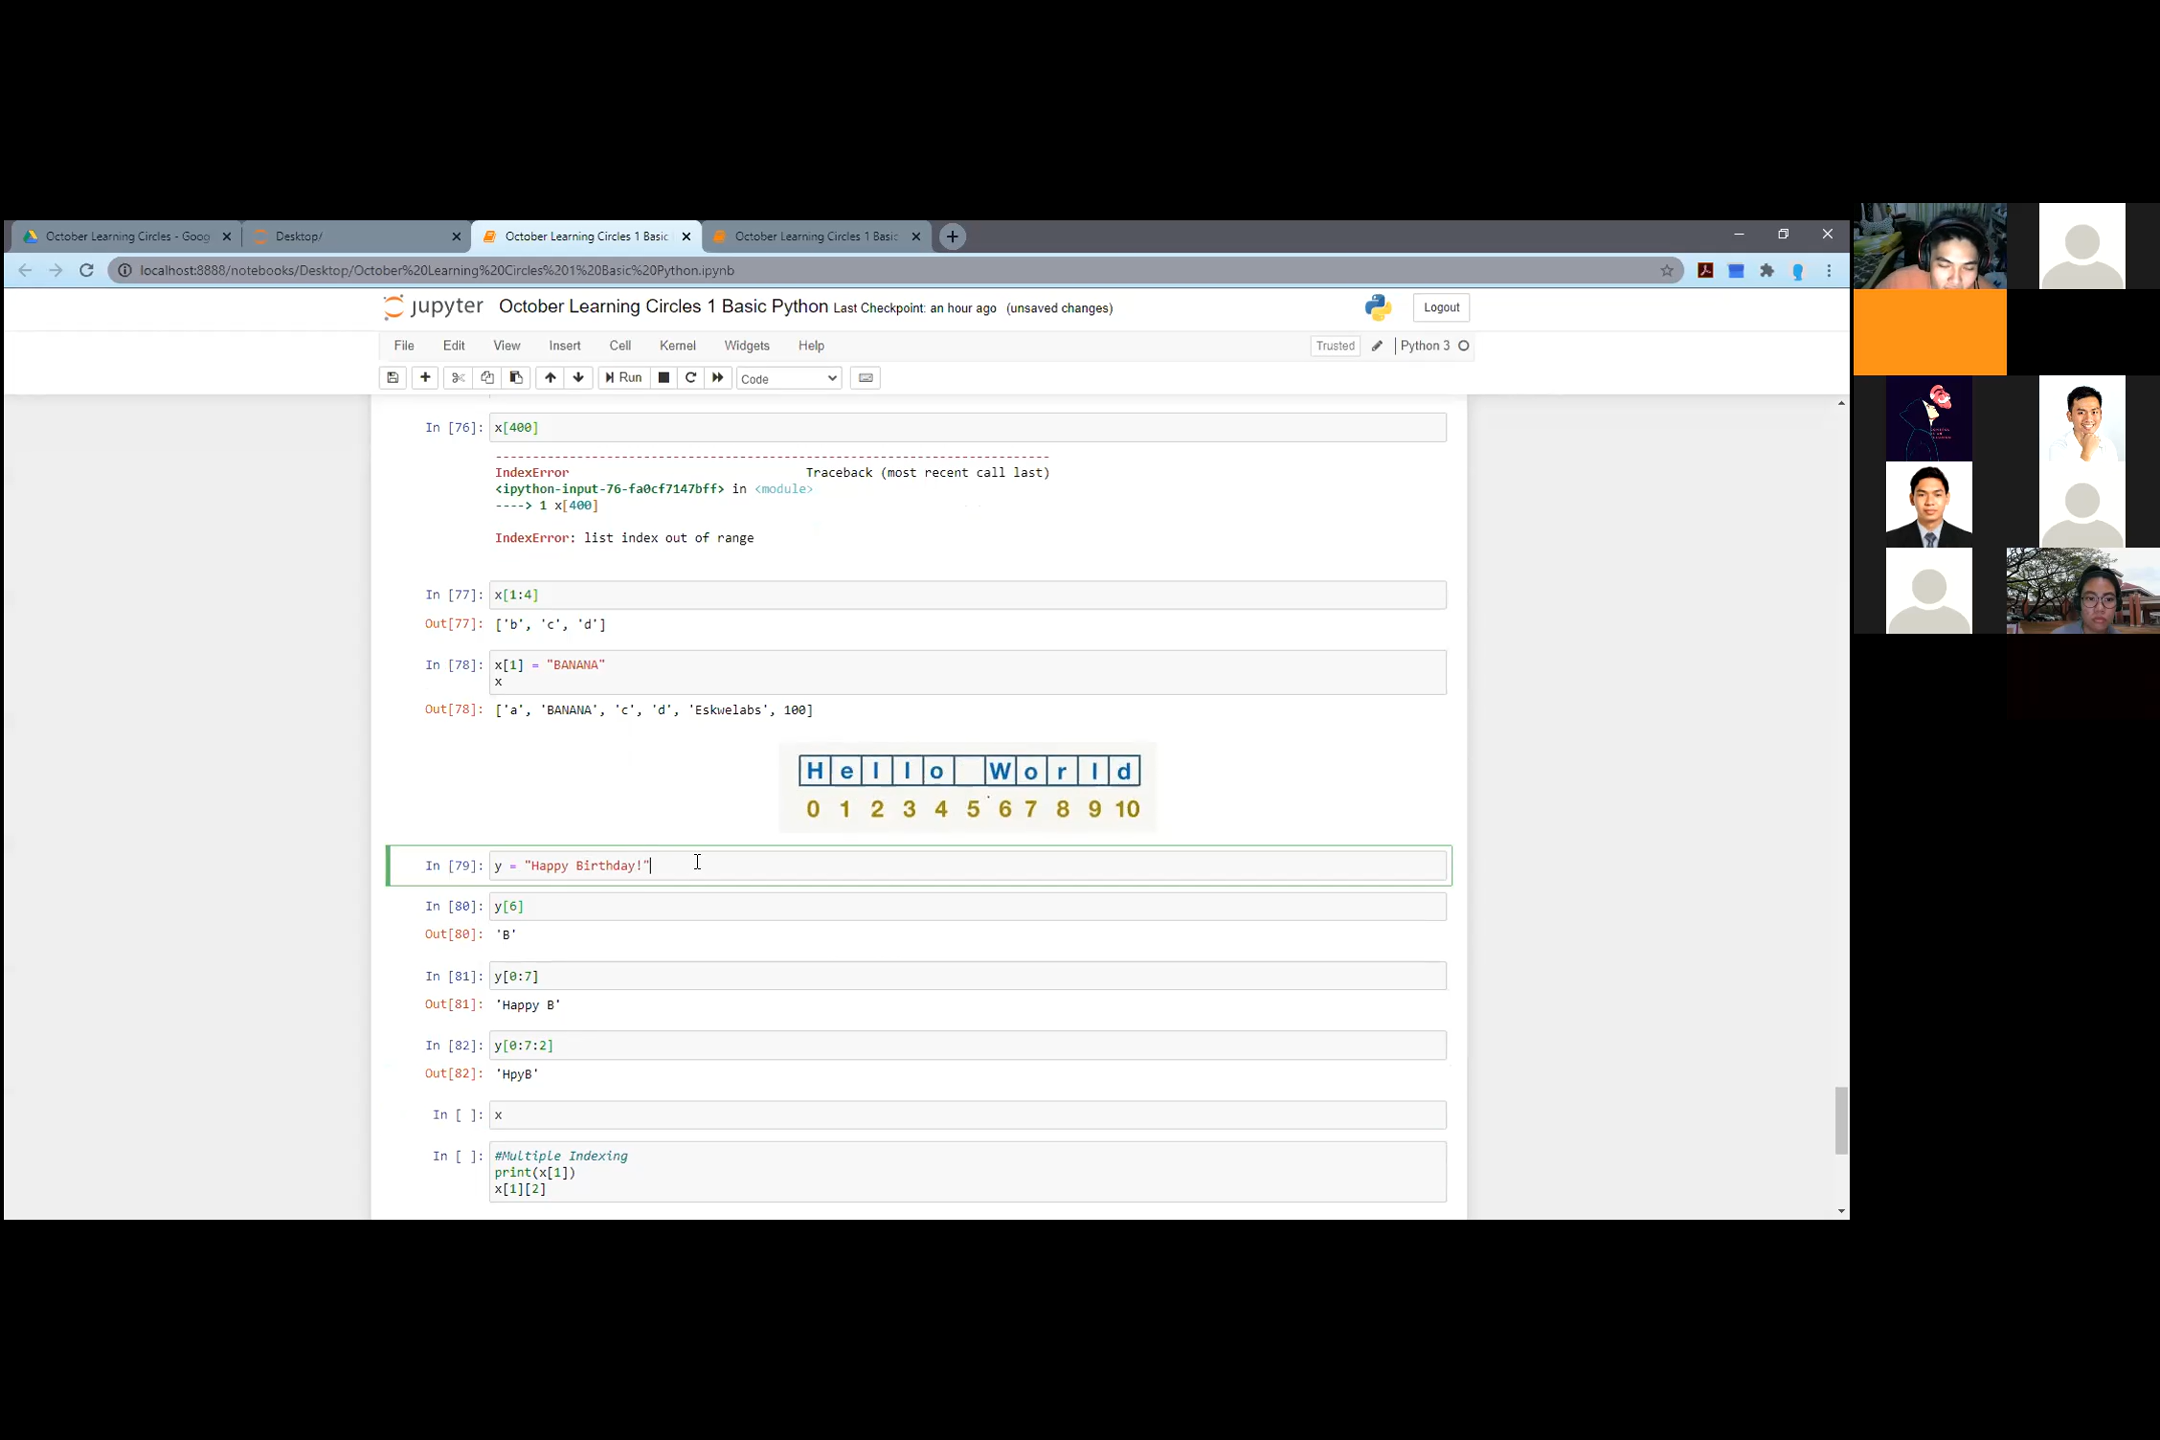 October Learning Circles - Goog
Desktop/
October Learning Circles 1 Basic
October Learning Circles 1 Basic
localhost:8888/notebooks/Desktop/October%20Learning%20Circles%201%20Basic%20Python.ipynb
jupyter October Learning Circles 1 Basic Python Last Checkpoint: an hour ago (unsaved changes)
Logout
File Edit View Insert Cell Kernel Widgets Help
Trusted Python 3
Run Code
In [76]: x[400]
---------------------------------------------------------------------------
IndexError Traceback (most recent call last)
<ipython-input-76-fa0cf7147bff> in <module>
----> 1 x[400]
IndexError: list index out of range
In [77]: x[1:4]
Out[77]: ['b', 'c', 'd']
In [78]: x[1] = "BANANA"
x
Out[78]: ['a', 'BANANA', 'c', 'd', 'Eskwelabs', 100]
H e l l o W o r l d
0 1 2 3 4 5 6 7 8 9 10
In [79]: y = "Happy Birthday!"
In [80]: y[6]
Out[80]: 'B'
In [81]: y[0:7]
Out[81]: 'Happy B'
In [82]: y[0:7:2]
Out[82]: 'HpyB'
In [ ]: x
In [ ]: #Multiple Indexing
print(x[1])
x[1][2]